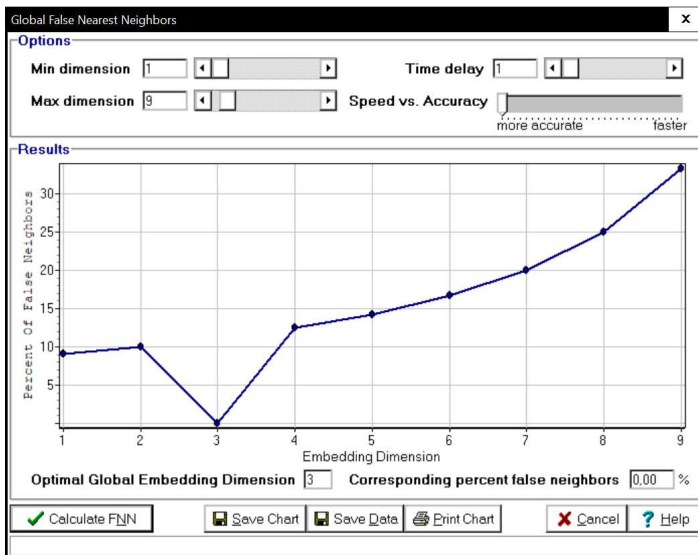 Global False Nearest Neighbors x
Options
Min dimension 1 Time delay 1
Max dimension 9 Speed vs. Accuracy
more accurate faster
Results
Percent Of False Neighbors
30
25
20
15
10
5
1 2 3 4 5 6 7 8 9
Embedding Dimension
Optimal Global Embedding Dimension 3 Corresponding percent false neighbors 0,00 %
Calculate FNN Save Chart Save Data Print Chart Cancel ? Help